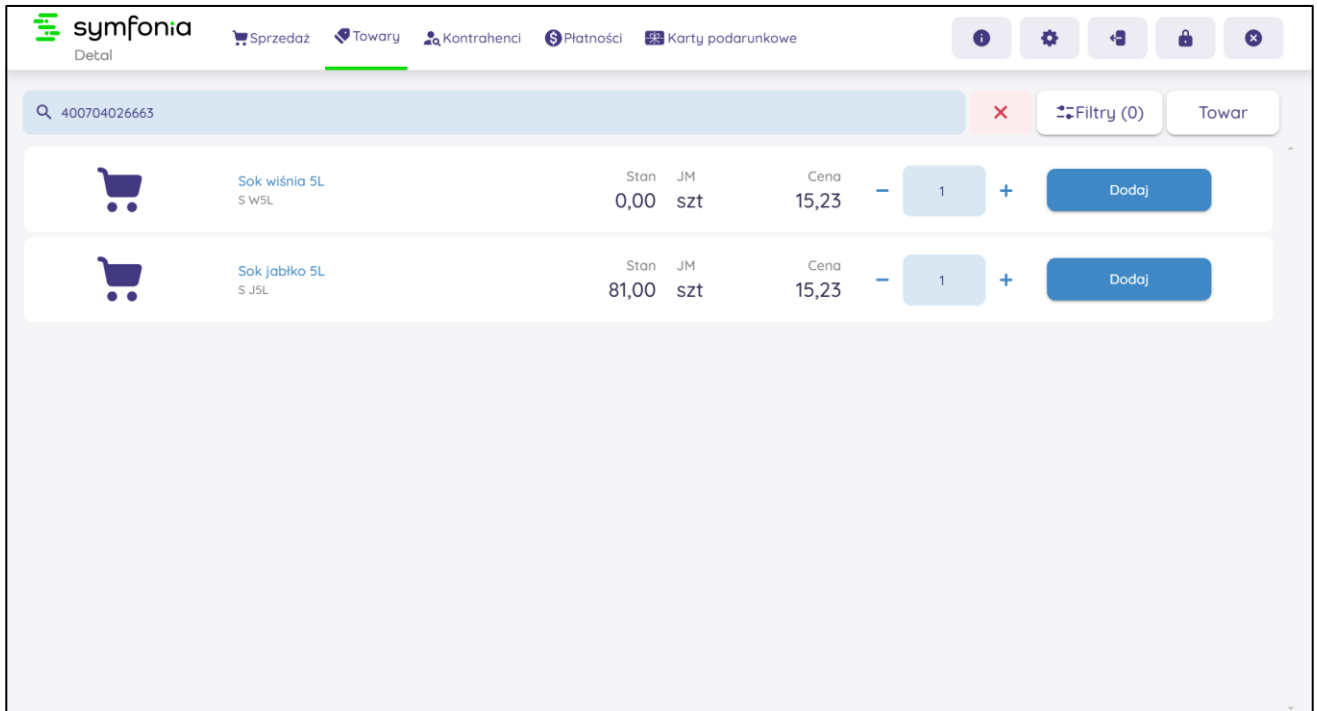 symfonia
Detal
Sprzedaż Towary Kontrahenci Płatności Karty podarunkowe
400704026663
Filtry (0) Towar
Sok wiśnia 5L
S W5L
Stan JM Cena
0,00 szt 15,23
− 1 + Dodaj
Sok jabłko 5L
S J5L
Stan JM Cena
81,00 szt 15,23
− 1 + Dodaj